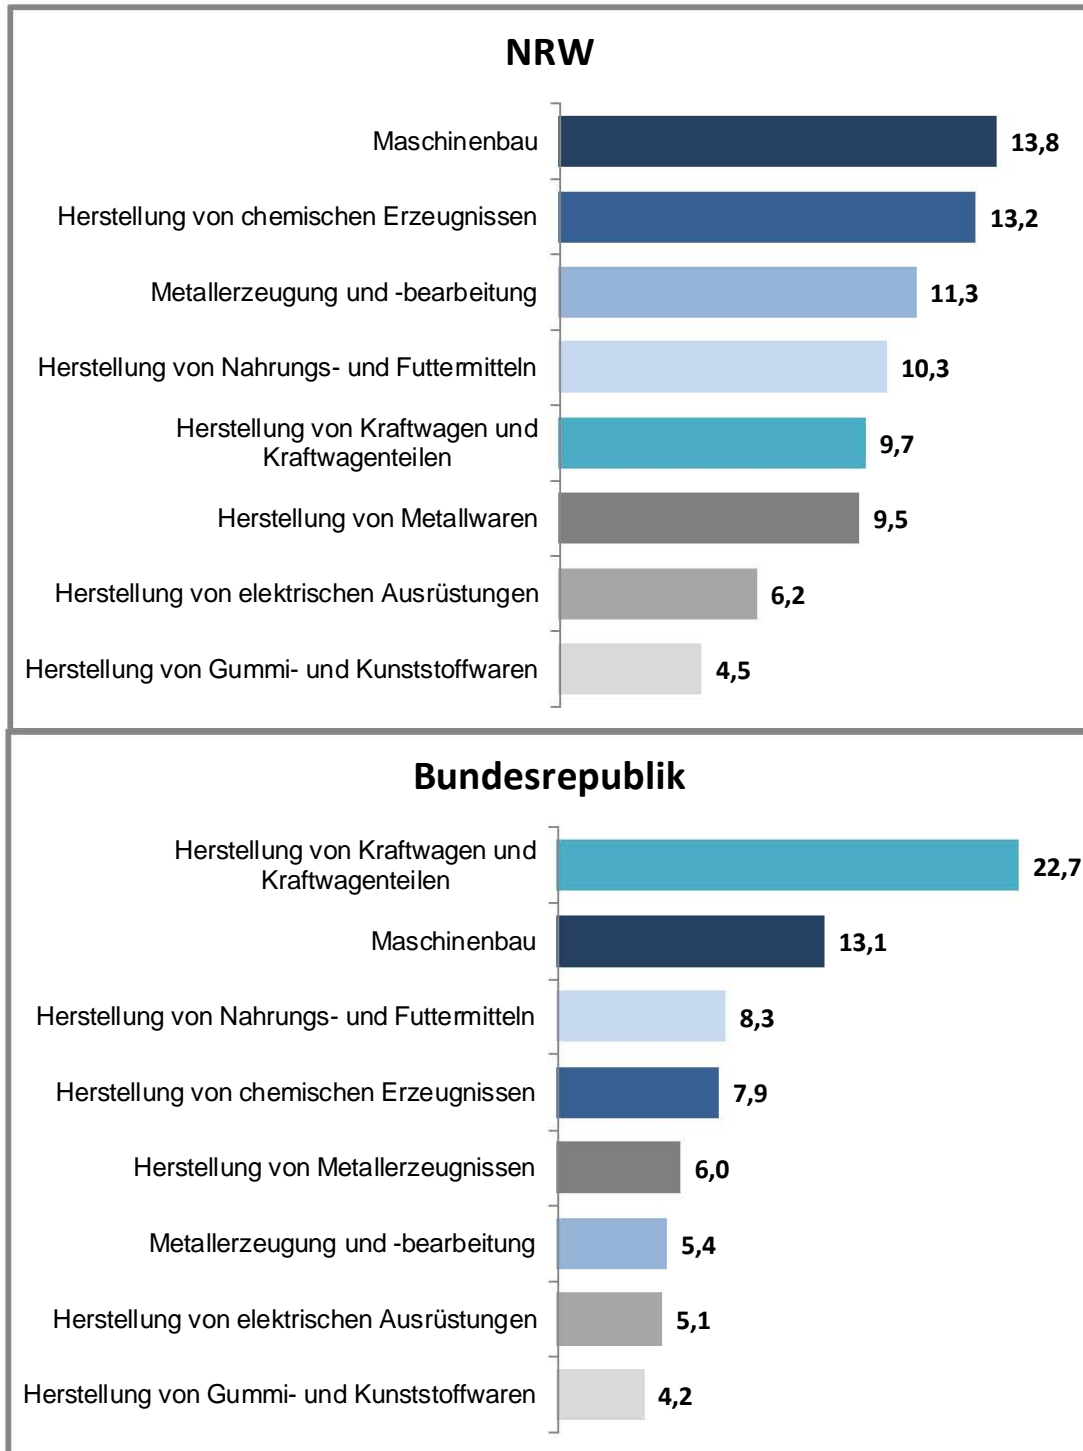 NRW
Maschinenbau
13,8
Herstellung von chemischen Erzeugnissen
13,2
Metallerzeugung und -bearbeitung
11,3
Herstellung von Nahrungs- und Futtermitteln
10,3
Herstellung von Kraftwagen und
Kraftwagenteilen
9,7
Herstellung von Metallwaren
9,5
Herstellung von elektrischen Ausrüstungen
6,2
Herstellung von Gummi- und Kunststoffwaren
4,5
Bundesrepublik
Herstellung von Kraftwagen und
Kraftwagenteilen
22,7
Maschinenbau
13,1
Herstellung von Nahrungs- und Futtermitteln
8,3
Herstellung von chemischen Erzeugnissen
7,9
Herstellung von Metallerzeugnissen
6,0
Metallerzeugung und -bearbeitung
5,4
Herstellung von elektrischen Ausrüstungen
5,1
Herstellung von Gummi- und Kunststoffwaren
4,2